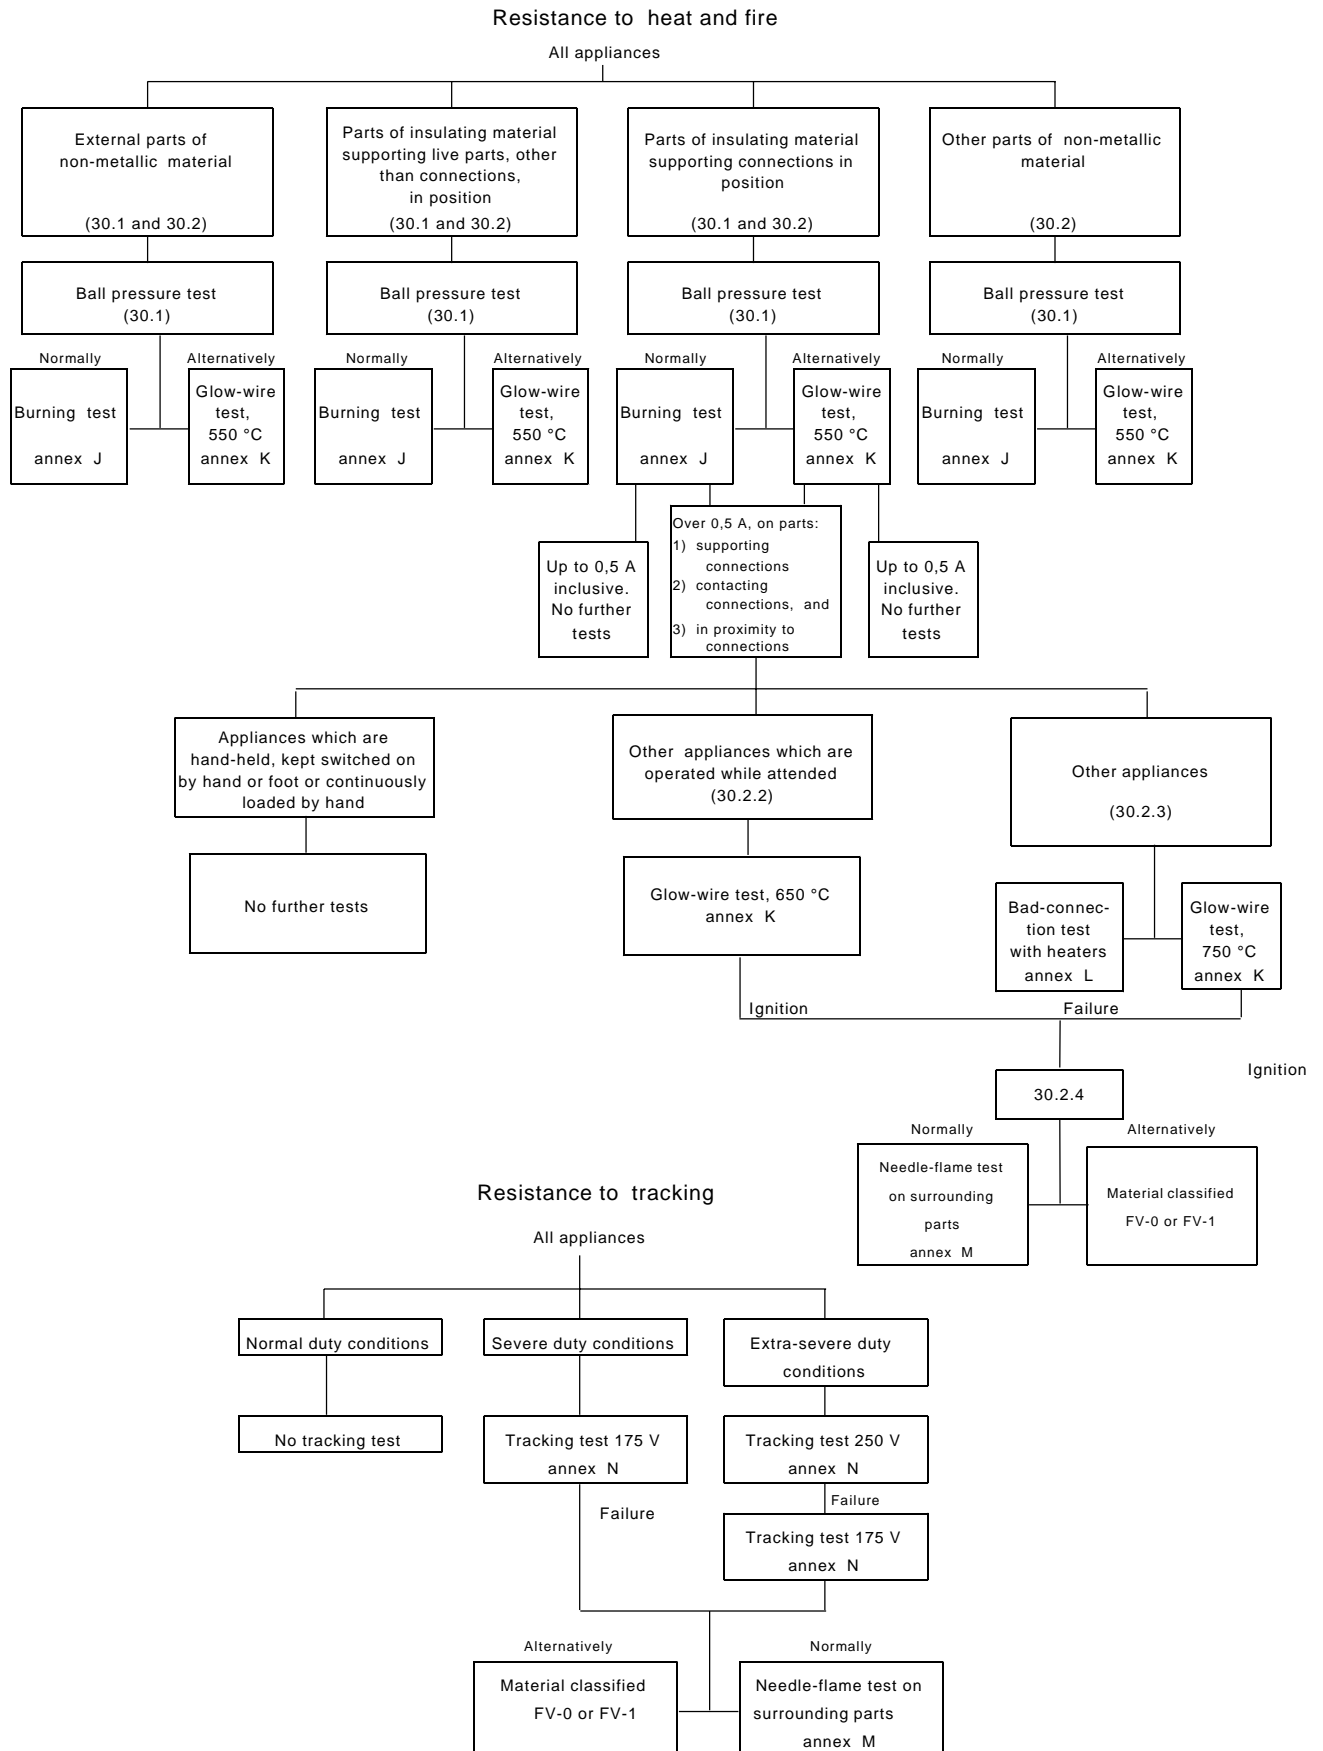 Resistance to heat and fire
All appliances
External parts of
non-metallic material
(30.1 and 30.2)
Parts of insulating material
supporting live parts, other
than connections,
in position
(30.1 and 30.2)
Parts of insulating material
supporting connections in
position
(30.1 and 30.2)
Other parts of non-metallic
material
(30.2)
Ball pressure test
(30.1)
Ball pressure test
(30.1)
Ball pressure test
(30.1)
Ball pressure test
(30.1)
Normally
Burning test
annex J
Alternatively
Glow-wire
test,
550 °C
annex K
Normally
Burning test
annex J
Alternatively
Glow-wire
test,
550 °C
annex K
Normally
Burning test
annex J
Alternatively
Glow-wire
test,
550 °C
annex K
Normally
Burning test
annex J
Alternatively
Glow-wire
test,
550 °C
annex K
Up to 0,5 A
inclusive.
No further
tests
Over 0,5 A, on parts:
1) supporting
connections
2) contacting
connections, and
3) in proximity to
connections
Up to 0,5 A
inclusive.
No further
tests
Appliances which are
hand-held, kept switched on
by hand or foot or continuously
loaded by hand
Other appliances which are
operated while attended
(30.2.2)
Other appliances
(30.2.3)
No further tests
Glow-wire test, 650 °C
annex K
Bad-connec-
tion test
with heaters
annex L
Glow-wire
test,
750 °C
annex K
Ignition
Failure
Ignition
30.2.4
Normally
Needle-flame test
on surrounding
parts
annex M
Alternatively
Material classified
FV-0 or FV-1
Resistance to tracking
All appliances
Normal duty conditions
Severe duty conditions
Extra-severe duty
conditions
No tracking test
Tracking test 175 V
annex N
Tracking test 250 V
annex N
Failure
Failure
Tracking test 175 V
annex N
Alternatively
Material classified
FV-0 or FV-1
Normally
Needle-flame test on
surrounding parts
annex M